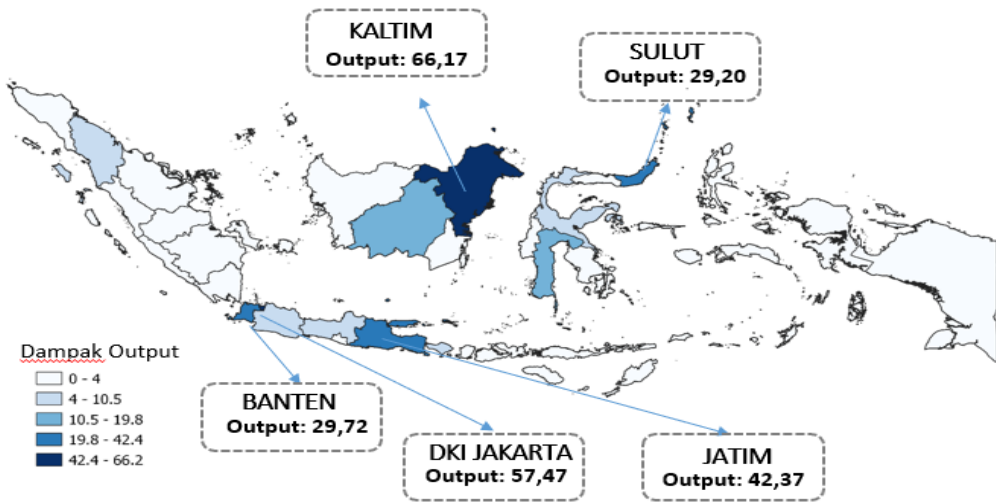 KALTIM
Output: 66,17
SULUT
Output: 29,20
Dampak Output
0 - 4
4 - 10.5
10.5 - 19.8
19.8 - 42.4
42.4 - 66.2
BANTEN
Output: 29,72
DKI JAKARTA
Output: 57,47
JATIM
Output: 42,37